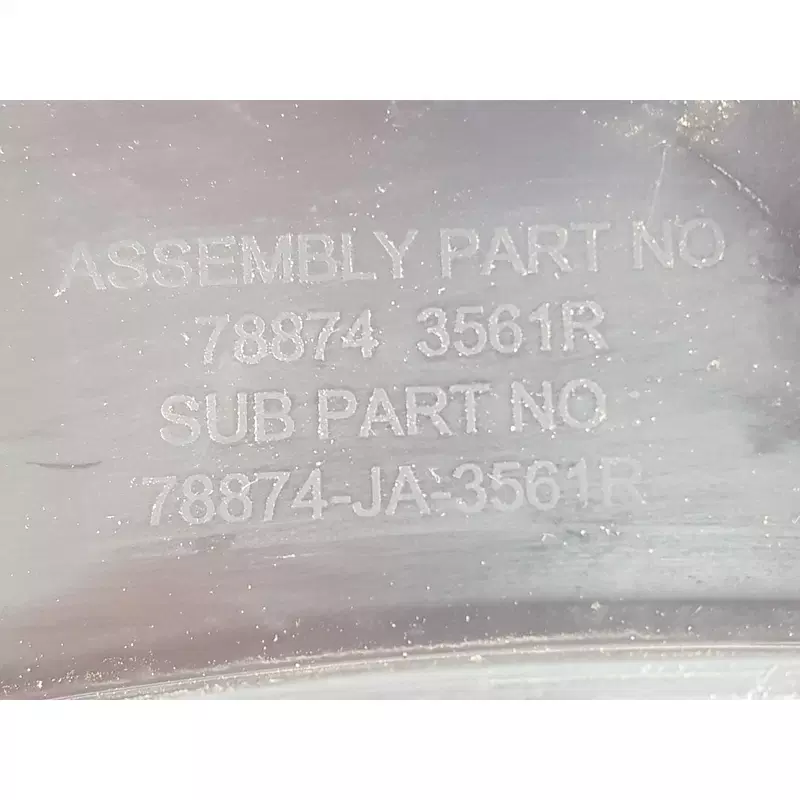 ASSEMBLY PART NO
78874 3561R
SUB PART NO
78874-JA-3561R